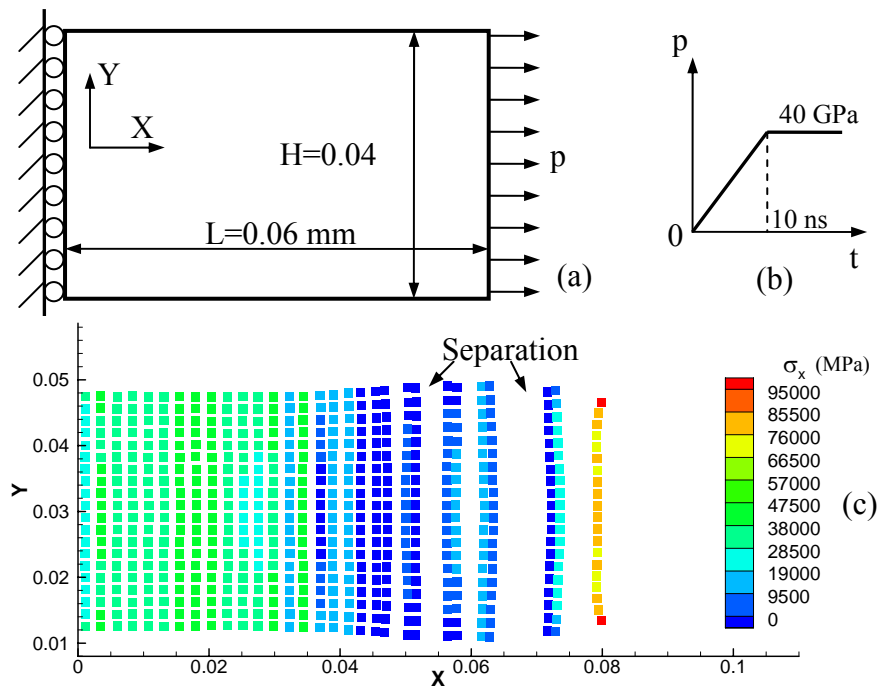 Y
X
H=0.04
p
L=0.06 mm
(a)
p
40 GPa
0
10 ns
t
(b)
Separation
σx (MPa)
95000
85500
76000
66500
57000
47500
38000
28500
19000
9500
0
(c)
Y
0.05
0.04
0.03
0.02
0.01
0
0.02
0.04
0.06
0.08
0.1
X